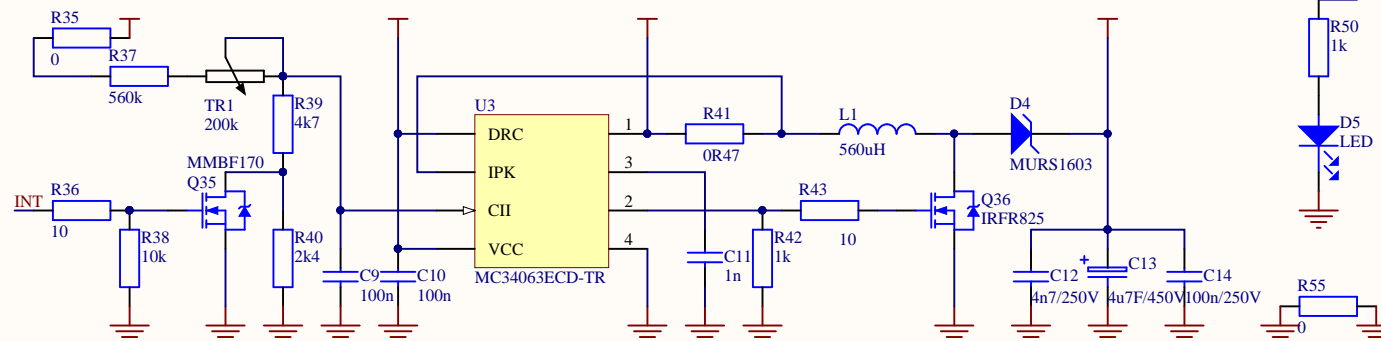 R35
0
R37
560k
TR1
200k
R39
4k7
MMBF170
Q35
INT
R36
10
R38
10k
R40
2k4
C9
100n
C10
100n
U3
DRC
IPK
CII
VCC
1
3
2
4
MC34063ECD-TR
R41
0R47
L1
560uH
D4
MURS1603
C11
1n
R42
1k
R43
10
Q36
IRFR825
C12
4n7/250V
+
C13
4u7F/450V
C14
100n/250V
R50
1k
D5
LED
R55
0